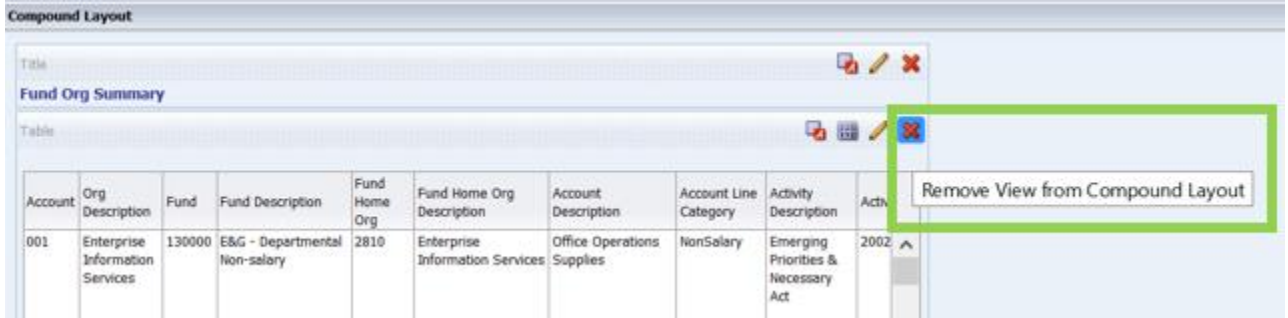 Compound Layout
Title
Fund Org Summary
Table
Remove View from Compound Layout
Account Org Description Fund Fund Description Fund Home Org Fund Home Org Description Account Description Account Line Category Activity Description Activ
001 Enterprise Information Services 130000 E&G - Departmental Non-salary 2810 Enterprise Information Services Office Operations Supplies NonSalary Emerging Priorities & Necessary Act 2002